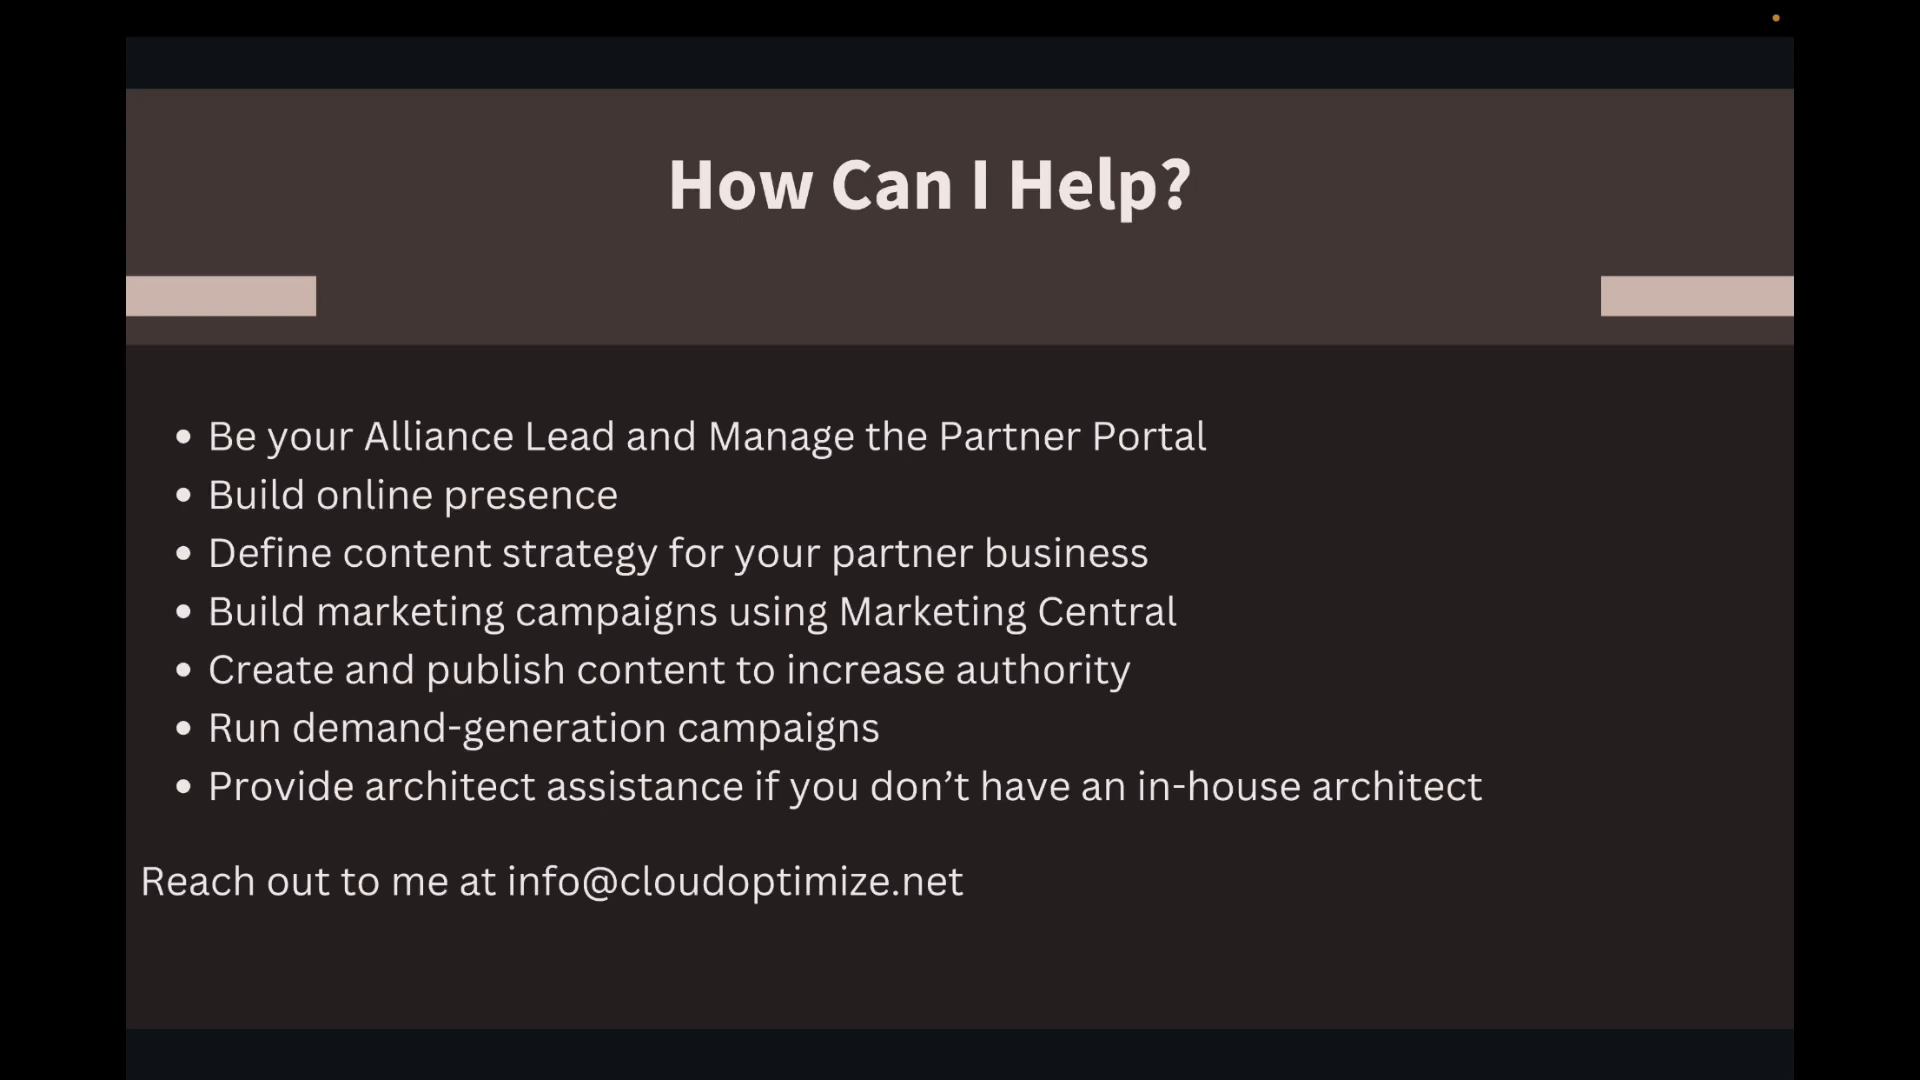 How Can I Help?
• Be your Alliance Lead and Manage the Partner Portal
• Build online presence
• Define content strategy for your partner business
• Build marketing campaigns using Marketing Central
• Create and publish content to increase authority
• Run demand-generation campaigns
• Provide architect assistance if you don’t have an in-house architect
Reach out to me at info@cloudoptimize.net